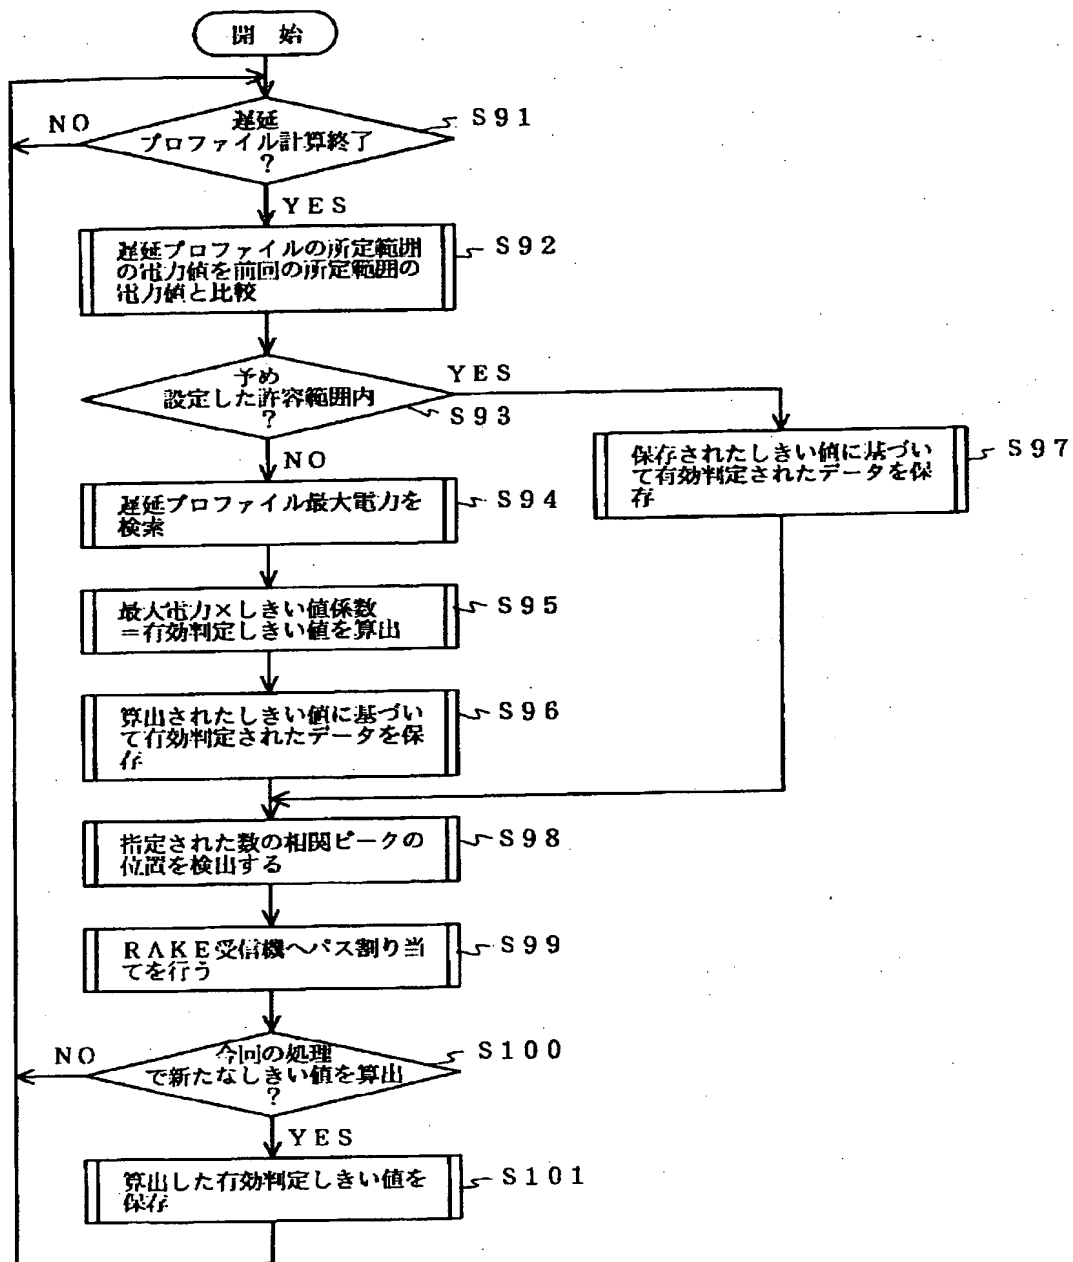 開 始
遅延
プロファイル計算終了
?
S91
NO
YES
遅延プロファイルの所定範囲
の電力値を前回の所定範囲の
電力値と比較
S92
予め
設定した許容範囲内
?
YES
S93
NO
保存されたしきい値に基づい
て有効判定されたデータを保
存
S97
遅延プロファイル最大電力を
検索
S94
最大電力×しきい値係数
=有効判定しきい値を算出
S95
算出されたしきい値に基づい
て有効判定されたデータを保
存
S96
指定された数の相関ピークの
位置を検出する
S98
RAKE受信機へパス割り当
てを行う
S99
今回の処理
で新たなしきい値を算出
?
S100
NO
YES
算出した有効判定しきい値を
保存
S101